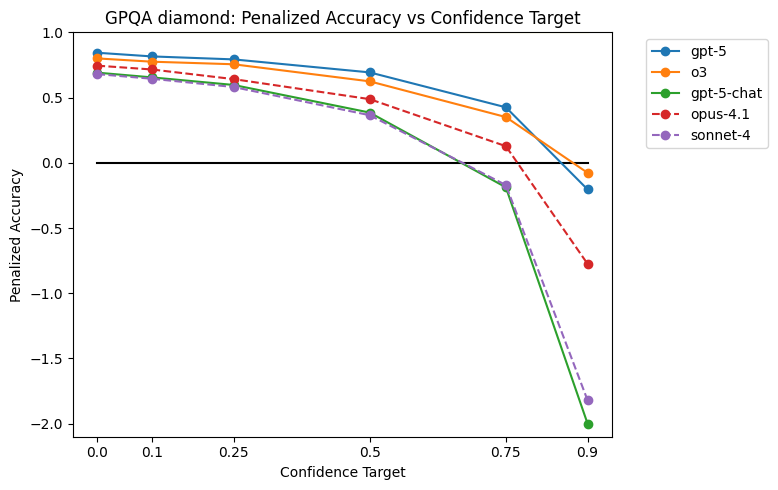 GPQA diamond: Penalized Accuracy vs Confidence Target
1.0
0.5
0.0
−0.5
−1.0
−1.5
−2.0
Penalized Accuracy
0.0 0.1 0.25 0.5 0.75 0.9
Confidence Target
gpt-5
o3
gpt-5-chat
opus-4.1
sonnet-4